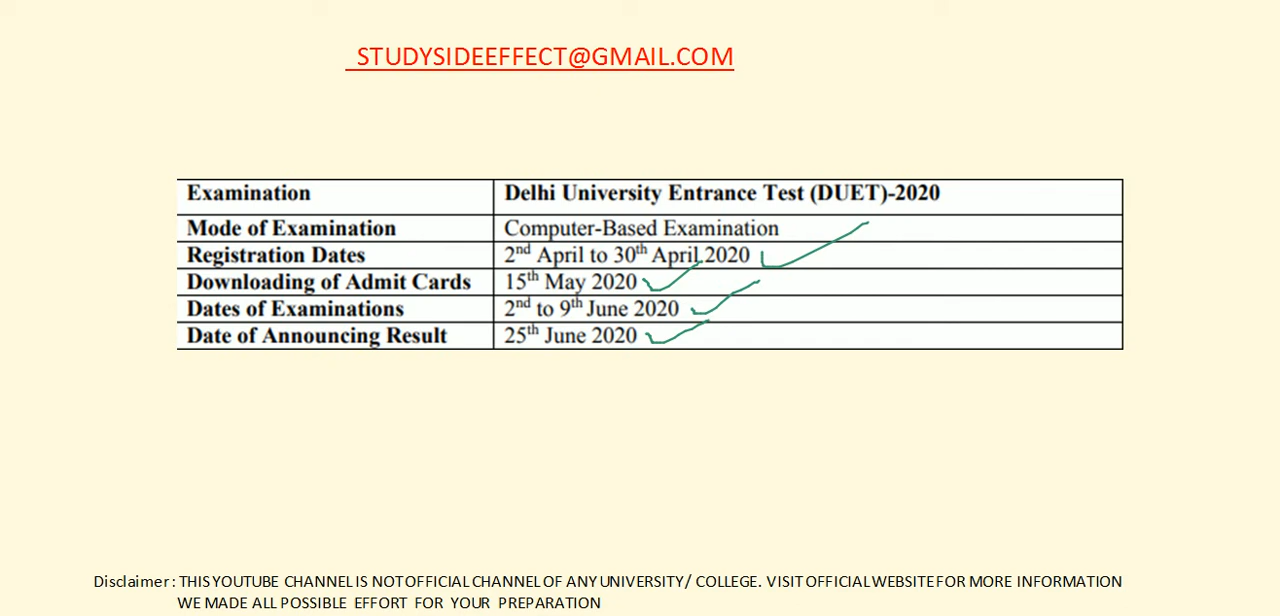 STUDYSIDEEFFECT@GMAIL.COM
Examination Delhi University Entrance Test (DUET)-2020
Mode of Examination Computer-Based Examination
Registration Dates 2nd April to 30th April 2020
Downloading of Admit Cards 15th May 2020
Dates of Examinations 2nd to 9th June 2020
Date of Announcing Result 25th June 2020
Disclaimer : THIS YOUTUBE CHANNEL IS NOT OFFICIAL CHANNEL OF ANY UNIVERSITY / COLLEGE. VISIT OFFICIAL WEBSITE FOR MORE INFORMATION
WE MADE ALL POSSIBLE EFFORT FOR YOUR PREPARATION